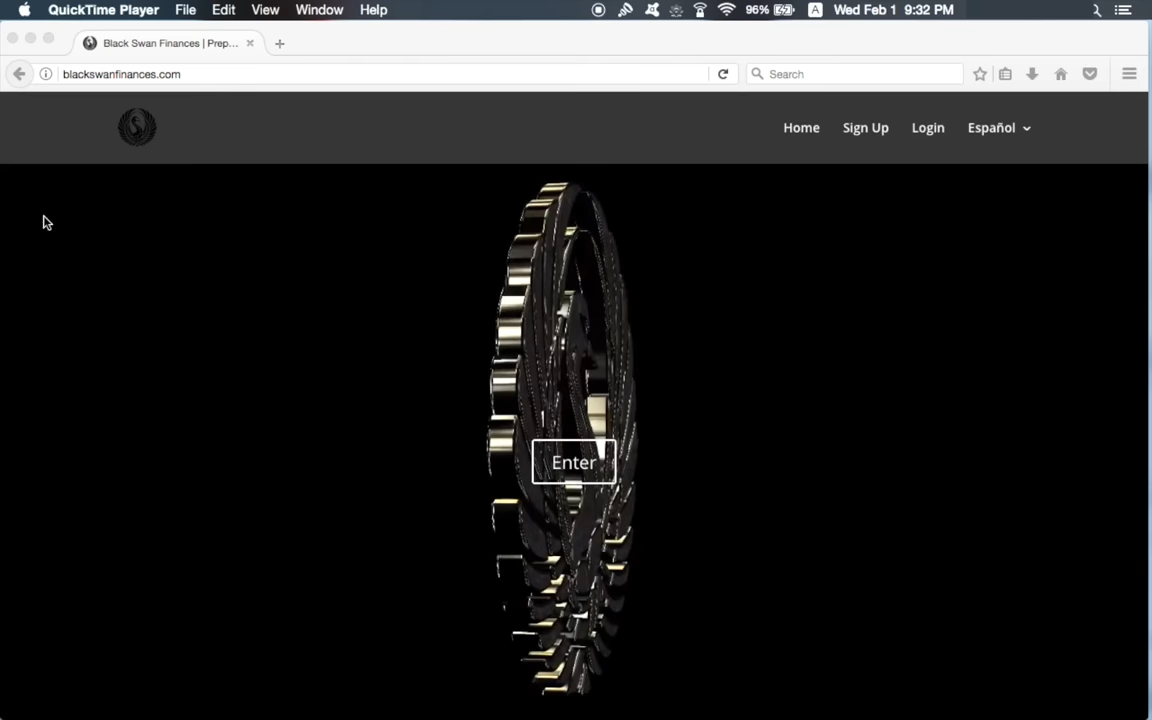 QuickTime Player File Edit View Window Help 96% A Wed Feb 1 9:32 PM
Black Swan Finances | Prep...
blackswanfinances.com Search
Home Sign Up Login Español
Enter